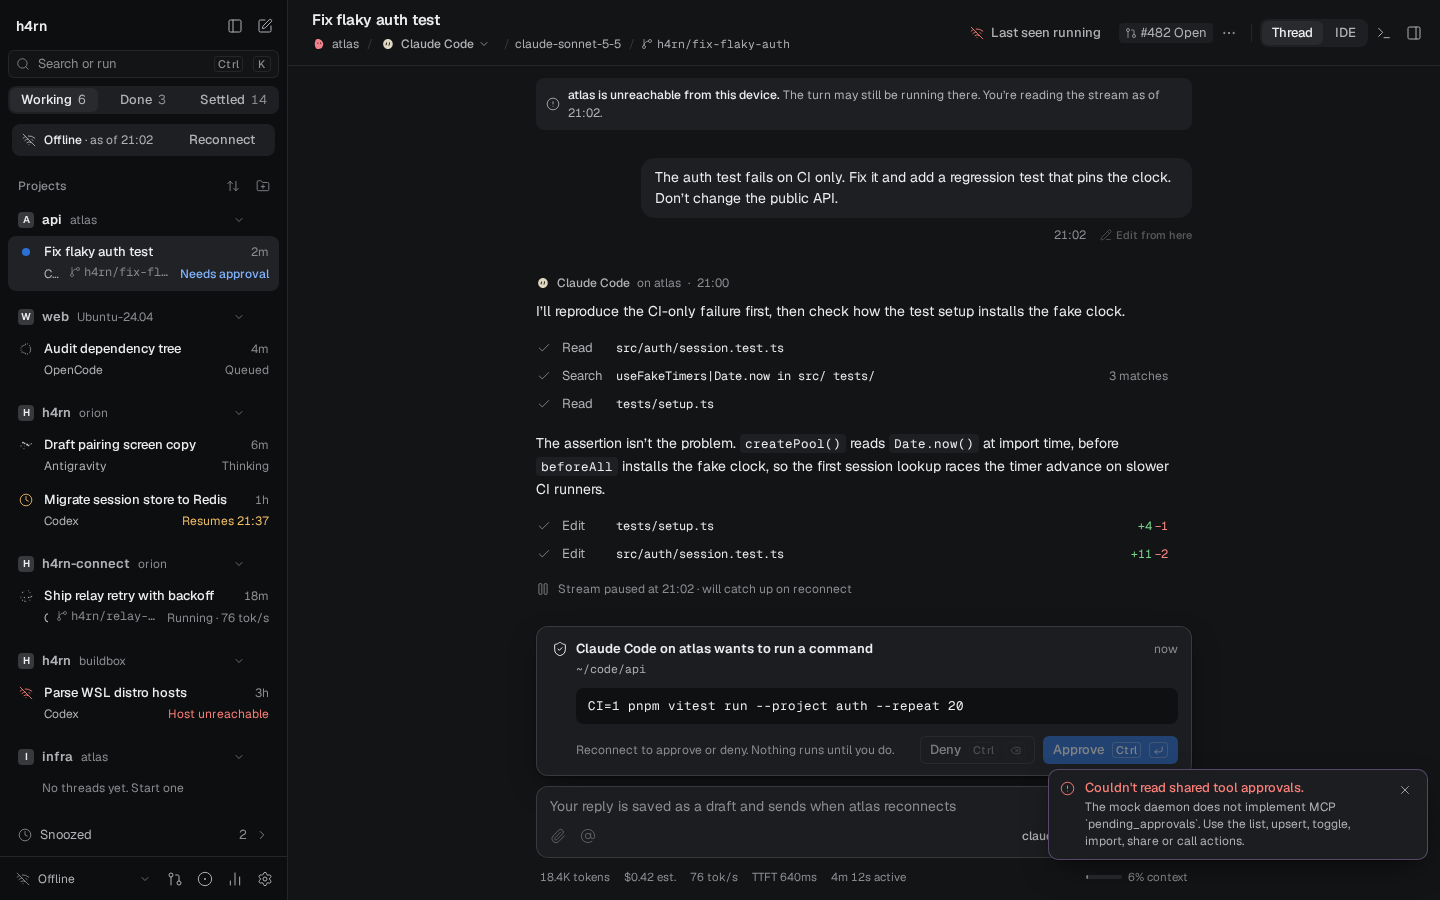 h4rn
Search or run Ctrl K
Working 6 Done 3 Settled 14
Offline · as of 21:02 Reconnect
Projects
A api atlas
Fix flaky auth test 2m
C… h4rn/fix-fl… Needs approval
W web Ubuntu-24.04
Audit dependency tree 4m
OpenCode Queued
H h4rn orion
Draft pairing screen copy 6m
Antigravity Thinking
Migrate session store to Redis 1h
Codex Resumes 21:37
H h4rn-connect orion
Ship relay retry with backoff 18m
h4rn/relay-… Running · 76 tok/s
H h4rn buildbox
Parse WSL distro hosts 3h
Codex Host unreachable
I infra atlas
No threads yet. Start one
Snoozed 2
Offline
Fix flaky auth test
atlas / Claude Code / claude-sonnet-5-5 / h4rn/fix-flaky-auth
Last seen running #482 Open Thread IDE
atlas is unreachable from this device. The turn may still be running there. You're reading the stream as of
21:02.
The auth test fails on CI only. Fix it and add a regression test that pins the clock.
Don't change the public API.
21:02 Edit from here
Claude Code on atlas · 21:00
I'll reproduce the CI-only failure first, then check how the test setup installs the fake clock.
Read src/auth/session.test.ts
Search useFakeTimers|Date.now in src/ tests/ 3 matches
Read tests/setup.ts
The assertion isn't the problem. createPool() reads Date.now() at import time, before
beforeAll installs the fake clock, so the first session lookup races the timer advance on slower
CI runners.
Edit tests/setup.ts +4 −1
Edit src/auth/session.test.ts +11 −2
Stream paused at 21:02 · will catch up on reconnect
Claude Code on atlas wants to run a command now
~/code/api
CI=1 pnpm vitest run --project auth --repeat 20
Reconnect to approve or deny. Nothing runs until you do. Deny Ctrl Approve Ctrl
Your reply is saved as a draft and sends when atlas reconnects
clau
18.4K tokens $0.42 est. 76 tok/s TTFT 640ms 4m 12s active 6% context
Couldn't read shared tool approvals.
The mock daemon does not implement MCP
`pending_approvals`. Use the list, upsert, toggle,
import, share or call actions.